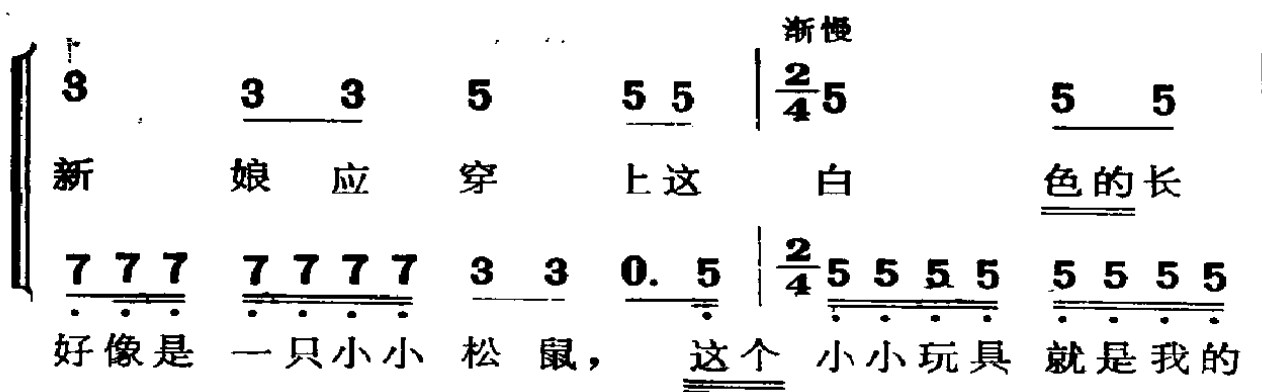 渐慢
3 3 3 5 5 5 | 2/4 5 5 5
新 娘 应 穿 上这 白 色的长
7 7 7 7 7 7 7 3 3 0. 5 | 2/4 5 5 5 5 5 5 5 5
好像是 一只小小 松 鼠， 这个 小小玩具 就是我的